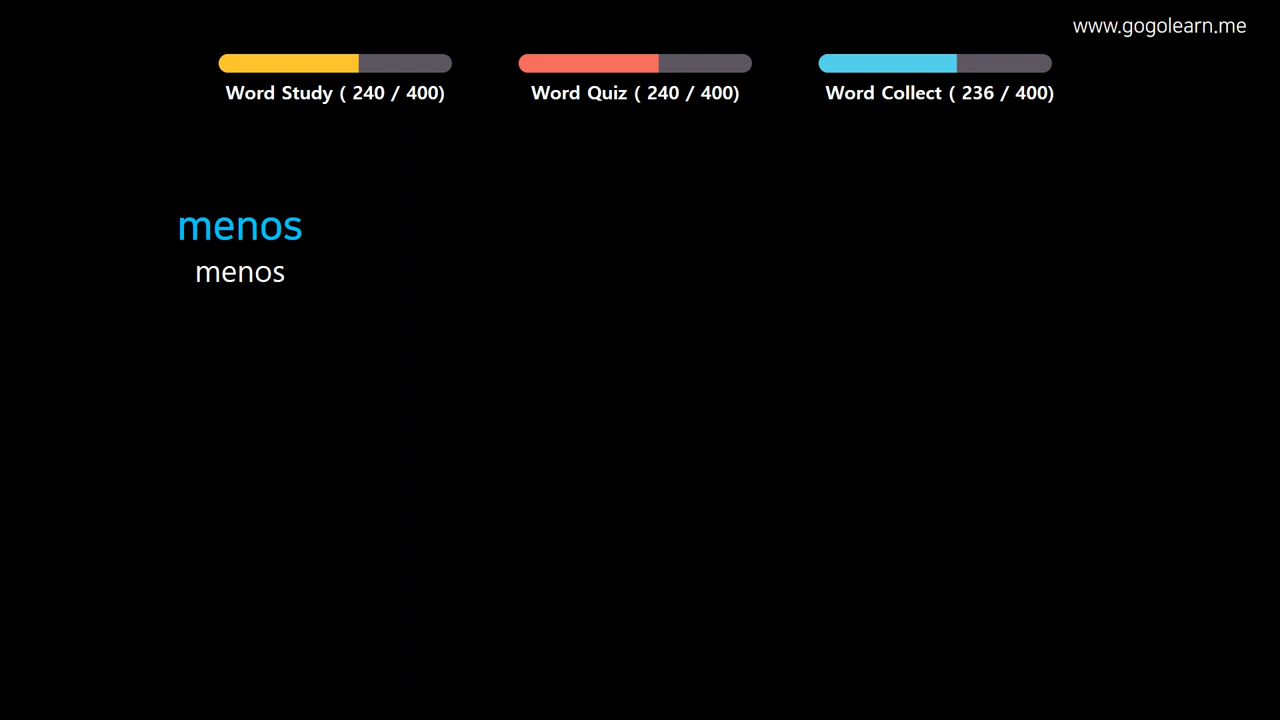 www.gogolearn.me
Word Study ( 240 / 400)
Word Quiz ( 240 / 400)
Word Collect ( 236 / 400)
menos
menos